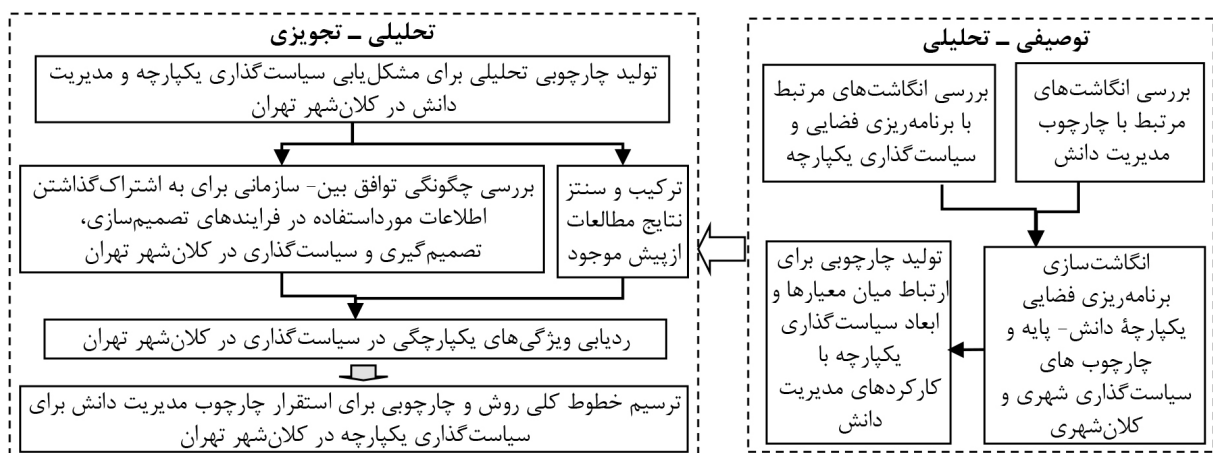 توصیفی – تحلیلی
بررسی انگاشت‌های
مرتبط با چارچوب
مدیریت دانش
بررسی انگاشت‌های مرتبط
با برنامه‌ریزی فضایی و
سیاست‌گذاری یکپارچه
انگاشت‌سازی
برنامه‌ریزی فضایی
یکپارچهٔ دانش- پایه و
چارچوب های
سیاست‌گذاری شهری و
کلان‌شهری
تولید چارچوبی برای
ارتباط میان معیارها و
ابعاد سیاست‌گذاری
یکپارچه با
کارکردهای مدیریت
دانش
تحلیلی – تجویزی
تولید چارچوبی تحلیلی برای مشکل‌یابی سیاست‌گذاری یکپارچه و مدیریت
دانش در کلان‌شهر تهران
ترکیب و سنتز
نتایج مطالعات
ازپیش موجود
بررسی چگونگی توافق بین- سازمانی برای به اشتراک‌گذاشتن
اطلاعات مورداستفاده در فرایندهای تصمیم‌سازی،
تصمیم‌گیری و سیاست‌گذاری در کلان‌شهر تهران
ردیابی ویژگی‌های یکپارچگی در سیاست‌گذاری در کلان‌شهر تهران
ترسیم خطوط کلی روش و چارچوبی برای استقرار چارچوب مدیریت دانش برای
سیاست‌گذاری یکپارچه در کلان‌شهر تهران